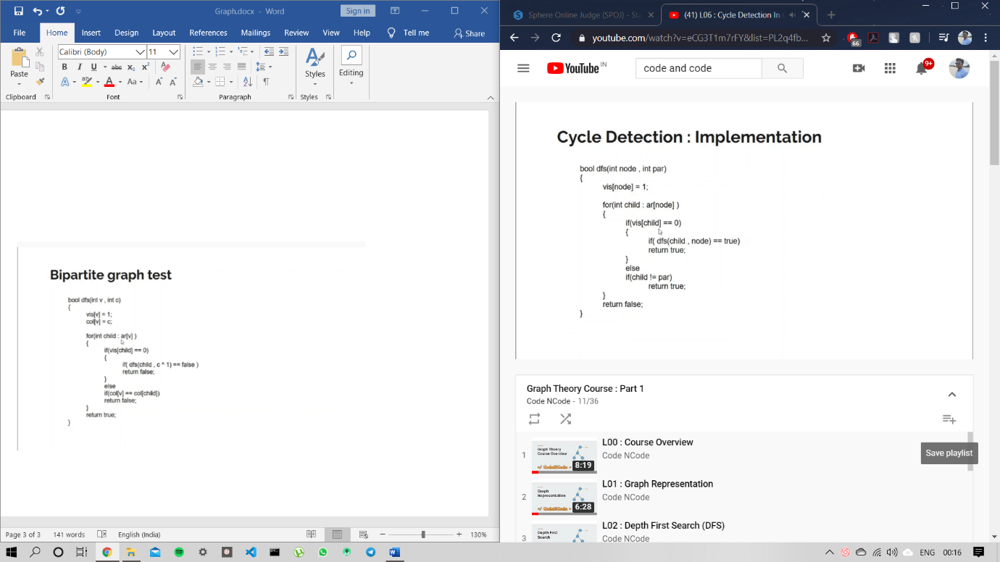 Graph.docx - Word
Sign in
File Home Insert Design Layout References Mailings Review View Help Tell me Share
Calibri (Body) 11
Paste
Styles
Editing
Clipboard Font Paragraph Styles
Bipartite graph test
bool dfs(int v , int c)
{
vis[v] = 1;
col[v] = c;
for(int child : ar[v] )
{
if(vis[child] == 0)
{
if( dfs(child , c ^ 1) == false )
return false;
}
else
if(col[v] == col[child])
return false;
}
return true;
}
Page 3 of 3 141 words English (India) 130%
Sphere Online Judge (SPOJ) - Sta
(41) L06 : Cycle Detection In
youtube.com/watch?v=eCG3T1m7rFY&list=PL2q4fb...
66
YouTube IN
code and code
9+
Cycle Detection : Implementation
bool dfs(int node , int par)
{
vis[node] = 1;
for(int child : ar[node] )
{
if(vis[child] == 0)
{
if( dfs(child , node) == true)
return true;
}
else
if(child != par)
return true;
}
return false;
}
Graph Theory Course : Part 1
Code NCode - 11/36
Save playlist
1
Graph Theory
Course Overview
8:19
L00 : Course Overview
Code NCode
2
Graph
Representation
6:28
L01 : Graph Representation
Code NCode
3
Depth First
Search
L02 : Depth First Search (DFS)
Code NCode
ENG 00:16